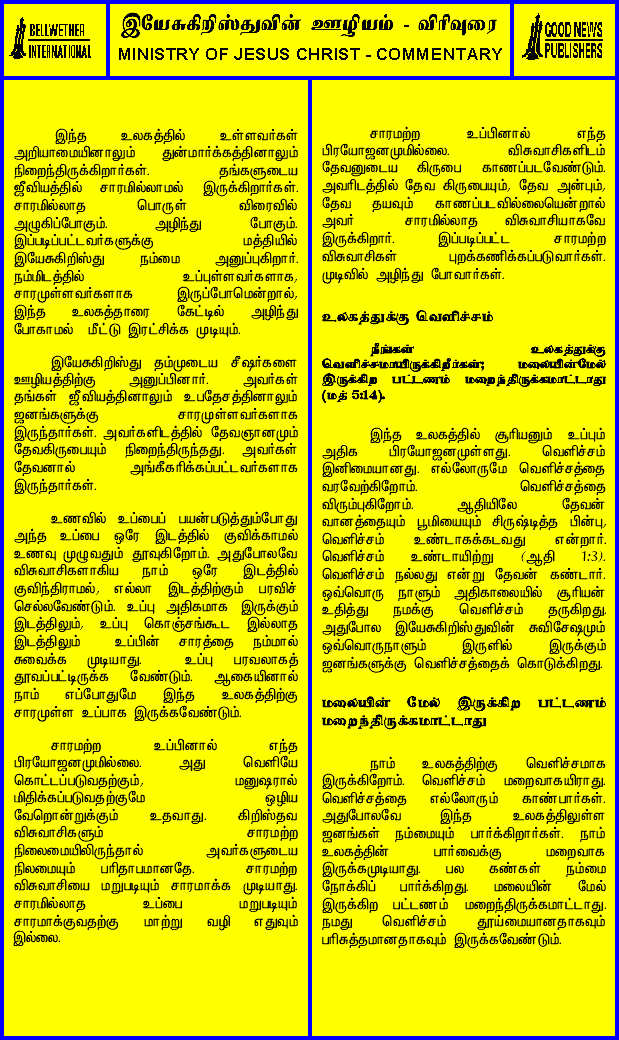 BELLWETHER
INTERNATIONAL
இயேசுகிறிஸ்துவின் ஊழியம் - விரிவுரை
MINISTRY OF JESUS CHRIST - COMMENTARY
GOOD NEWS
PUBLISHERS
இந்த உலகத்தில் உள்ளவர்கள்
அறியாமையினாலும் துன்மார்க்கத்தினாலும்
நிறைந்திருக்கிறார்கள். தங்களுடைய
ஜீவியத்தில் சாரமில்லாமல் இருக்கிறார்கள்.
சாரமில்லாத பொருள் விரைவில்
அழுகிப்போகும். அழிந்து போகும்.
இப்படிப்பட்டவர்களுக்கு மத்தியில்
இயேசுகிறிஸ்து நம்மை அனுப்புகிறார்.
நம்மிடத்தில் உப்புள்ளவர்களாக,
சாரமுள்ளவர்களாக இருப்போமென்றால்,
இந்த உலகத்தாரை கேட்டில் அழிந்து
போகாமல் மீட்டு இரட்சிக்க முடியும்.
இயேசுகிறிஸ்து தம்முடைய சீஷர்களை
ஊழியத்திற்கு அனுப்பினார். அவர்கள்
தங்கள் ஜீவியத்தினாலும் உபதேசத்தினாலும்
ஜனங்களுக்கு சாரமுள்ளவர்களாக
இருந்தார்கள். அவர்களிடத்தில் தேவஞானமும்
தேவகிருபையும் நிறைந்திருந்தது. அவர்கள்
தேவனால் அங்கீகரிக்கப்பட்டவர்களாக
இருந்தார்கள்.
உணவில் உப்பைப் பயன்படுத்தும்போது
அந்த உப்பை ஒரே இடத்தில் குவிக்காமல்
உணவு முழுவதும் தூவுகிறோம். அதுபோலவே
விசுவாசிகளாகிய நாம் ஒரே இடத்தில்
குவிந்திராமல், எல்லா இடத்திற்கும் பரவிச்
செல்லவேண்டும். உப்பு அதிகமாக இருக்கும்
இடத்திலும், உப்பு கொஞ்சங்கூட இல்லாத
இடத்திலும் உப்பின் சாரத்தை நம்மால்
சுவைக்க முடியாது. உப்பு பரவலாகத்
தூவப்பட்டிருக்க வேண்டும். ஆகையினால்
நாம் எப்போதுமே இந்த உலகத்திற்கு
சாரமுள்ள உப்பாக இருக்கவேண்டும்.
சாரமற்ற உப்பினால் எந்த
பிரயோஜனமுமில்லை. அது வெளியே
கொட்டப்படுவதற்கும், மனுஷரால்
மிதிக்கப்படுவதற்குமே ஒழிய
வேறொன்றுக்கும் உதவாது. கிறிஸ்தவ
விசுவாசிகளும் சாரமற்ற
நிலைமையிலிருந்தால் அவர்களுடைய
நிலமையும் பரிதாபமானதே. சாரமற்ற
விசுவாசியை மறுபடியும் சாரமாக்க முடியாது.
சாரமில்லாத உப்பை மறுபடியும்
சாரமாக்குவதற்கு மாற்று வழி எதுவும்
இல்லை.
சாரமற்ற உப்பினால் எந்த
பிரயோஜனமுமில்லை. விசுவாசிகளிடம்
தேவனுடைய கிருபை காணப்படவேண்டும்.
அவரிடத்தில் தேவ கிருபையும், தேவ அன்பும்,
தேவ தயவும் காணப்படவில்லையென்றால்
அவர் சாரமில்லாத விசுவாசியாகவே
இருக்கிறார். இப்படிப்பட்ட சாரமற்ற
விசுவாசிகள் புறக்கணிக்கப்படுவார்கள்.
முடிவில் அழிந்து போவார்கள்.
உலகத்துக்கு வெளிச்சம்
நீங்கள் உலகத்துக்கு
வெளிச்சமாயிருக்கிறீர்கள்; மலையின்மேல்
இருக்கிற பட்டணம் மறைந்திருக்கமாட்டாது
(மத் 5:14).
இந்த உலகத்தில் சூரியனும் உப்பும்
அதிக பிரயோஜனமுள்ளது. வெளிச்சம்
இனிமையானது. எல்லோருமே வெளிச்சத்தை
வரவேற்கிறோம். வெளிச்சத்தை
விரும்புகிறோம். ஆதியிலே தேவன்
வானத்தையும் பூமியையும் சிருஷ்டித்த பின்பு,
வெளிச்சம் உண்டாகக்கடவது என்றார்.
வெளிச்சம் உண்டாயிற்று (ஆதி 1:3).
வெளிச்சம் நல்லது என்று தேவன் கண்டார்.
ஒவ்வொரு நாளும் அதிகாலையில் சூரியன்
உதித்து நமக்கு வெளிச்சம் தருகிறது.
அதுபோல இயேசுகிறிஸ்துவின் சுவிசேஷமும்
ஒவ்வொருநாளும் இருளில் இருக்கும்
ஜனங்களுக்கு வெளிச்சத்தைக் கொடுக்கிறது.
மலையின் மேல் இருக்கிற பட்டணம்
மறைந்திருக்கமாட்டாது
நாம் உலகத்திற்கு வெளிச்சமாக
இருக்கிறோம். வெளிச்சம் மறைவாகயிராது.
வெளிச்சத்தை எல்லோரும் காண்பார்கள்.
அதுபோலவே இந்த உலகத்திலுள்ள
ஜனங்கள் நம்மையும் பார்க்கிறார்கள். நாம்
உலகத்தின் பார்வைக்கு மறைவாக
இருக்கமுடியாது. பல கண்கள் நம்மை
நோக்கிப் பார்க்கிறது. மலையின் மேல்
இருக்கிற பட்டணம் மறைந்திருக்கமாட்டாது.
நமது வெளிச்சம் தூய்மையானதாகவும்
பரிசுத்தமானதாகவும் இருக்கவேண்டும்.